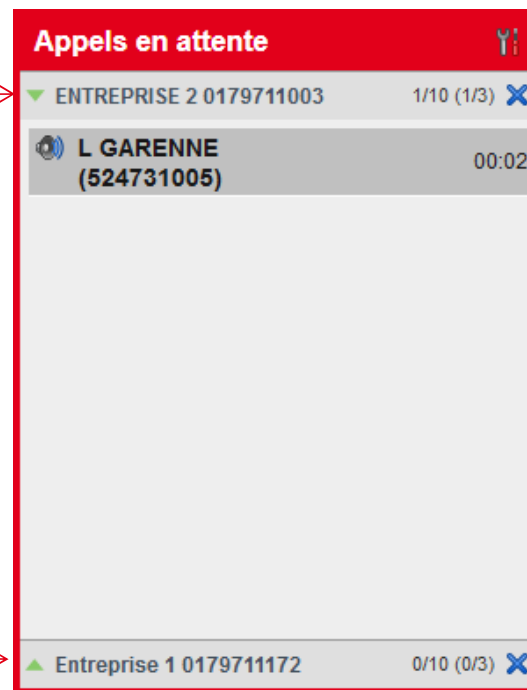 Appels en attente
ENTREPRISE 2 0179711003 1/10 (1/3)
L GARENNE 00:02
(524731005)
Entreprise 1 0179711172 0/10 (0/3)